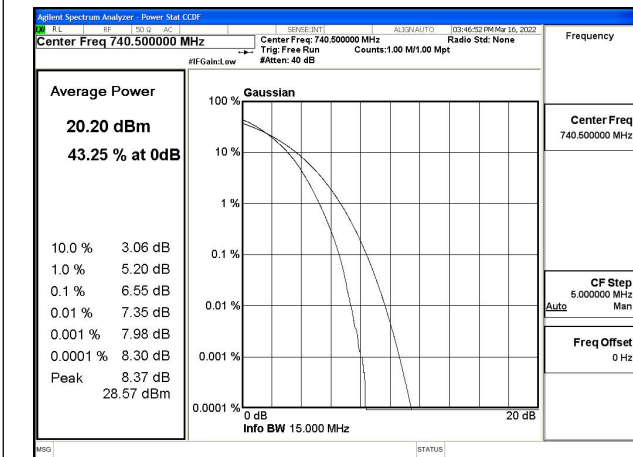 Agilent Spectrum Analyzer - Power Stat CCDF
RL RF 50 Ω AC SENSE:INT ALIGN AUTO 03:46:52 PM Mar 16, 2022
Center Freq 740.500000 MHz
Center Freq: 740.500000 MHz Radio Std: None
Trig: Free Run Counts:1.00 M/1.00 Mpt
#IFGain:Low #Atten: 40 dB
Frequency
Average Power
20.20 dBm
43.25 % at 0dB
10.0 % 3.06 dB
1.0 % 5.20 dB
0.1 % 6.55 dB
0.01 % 7.35 dB
0.001 % 7.98 dB
0.0001 % 8.30 dB
Peak 8.37 dB
28.57 dBm
Gaussian
100 %
10 %
1 %
0.1 %
0.01 %
0.001 %
0.0001 %
0 dB 20 dB
Info BW 15.000 MHz
Center Freq
740.500000 MHz
CF Step
5.000000 MHz
Auto Man
Freq Offset
0 Hz
MSG STATUS